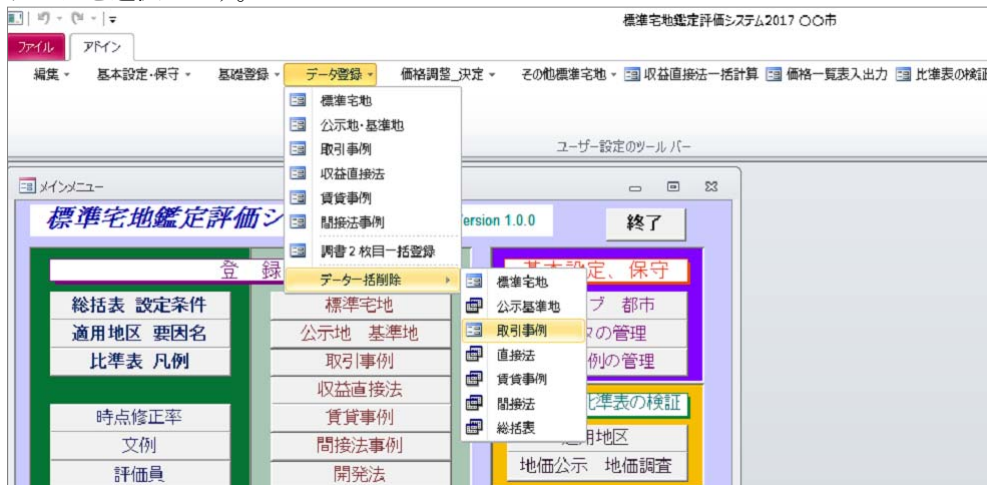 標準宅地鑑定評価システム2017 〇〇市
ファイル アドイン
編集 基本設定・保守 基礎登録 データ登録 価格調整_決定 その他標準宅地 収益直接法一括計算 価格一覧表入出力 比準表の検証
標準宅地
公示地・基準地
取引事例
収益直接法
賃貸事例
間接法事例
調書2枚目一括登録
データ一括削除
標準宅地
公示基準地
取引事例
直接法
賃貸事例
間接法
総括表
ユーザー設定のツール バー
メインメニュー
標準宅地鑑定評価シ ersion 1.0.0 終了
登 録
総括表 設定条件
適用地区 要因名
比準表 凡例
時点修正率
文例
評価員
標準宅地
公示地 基準地
取引事例
収益直接法
賃貸事例
間接法事例
開発法
基本設定、保守
ブ 都市
タの管理
例の管理
比準表の検証
適用地区
地価公示 地価調査